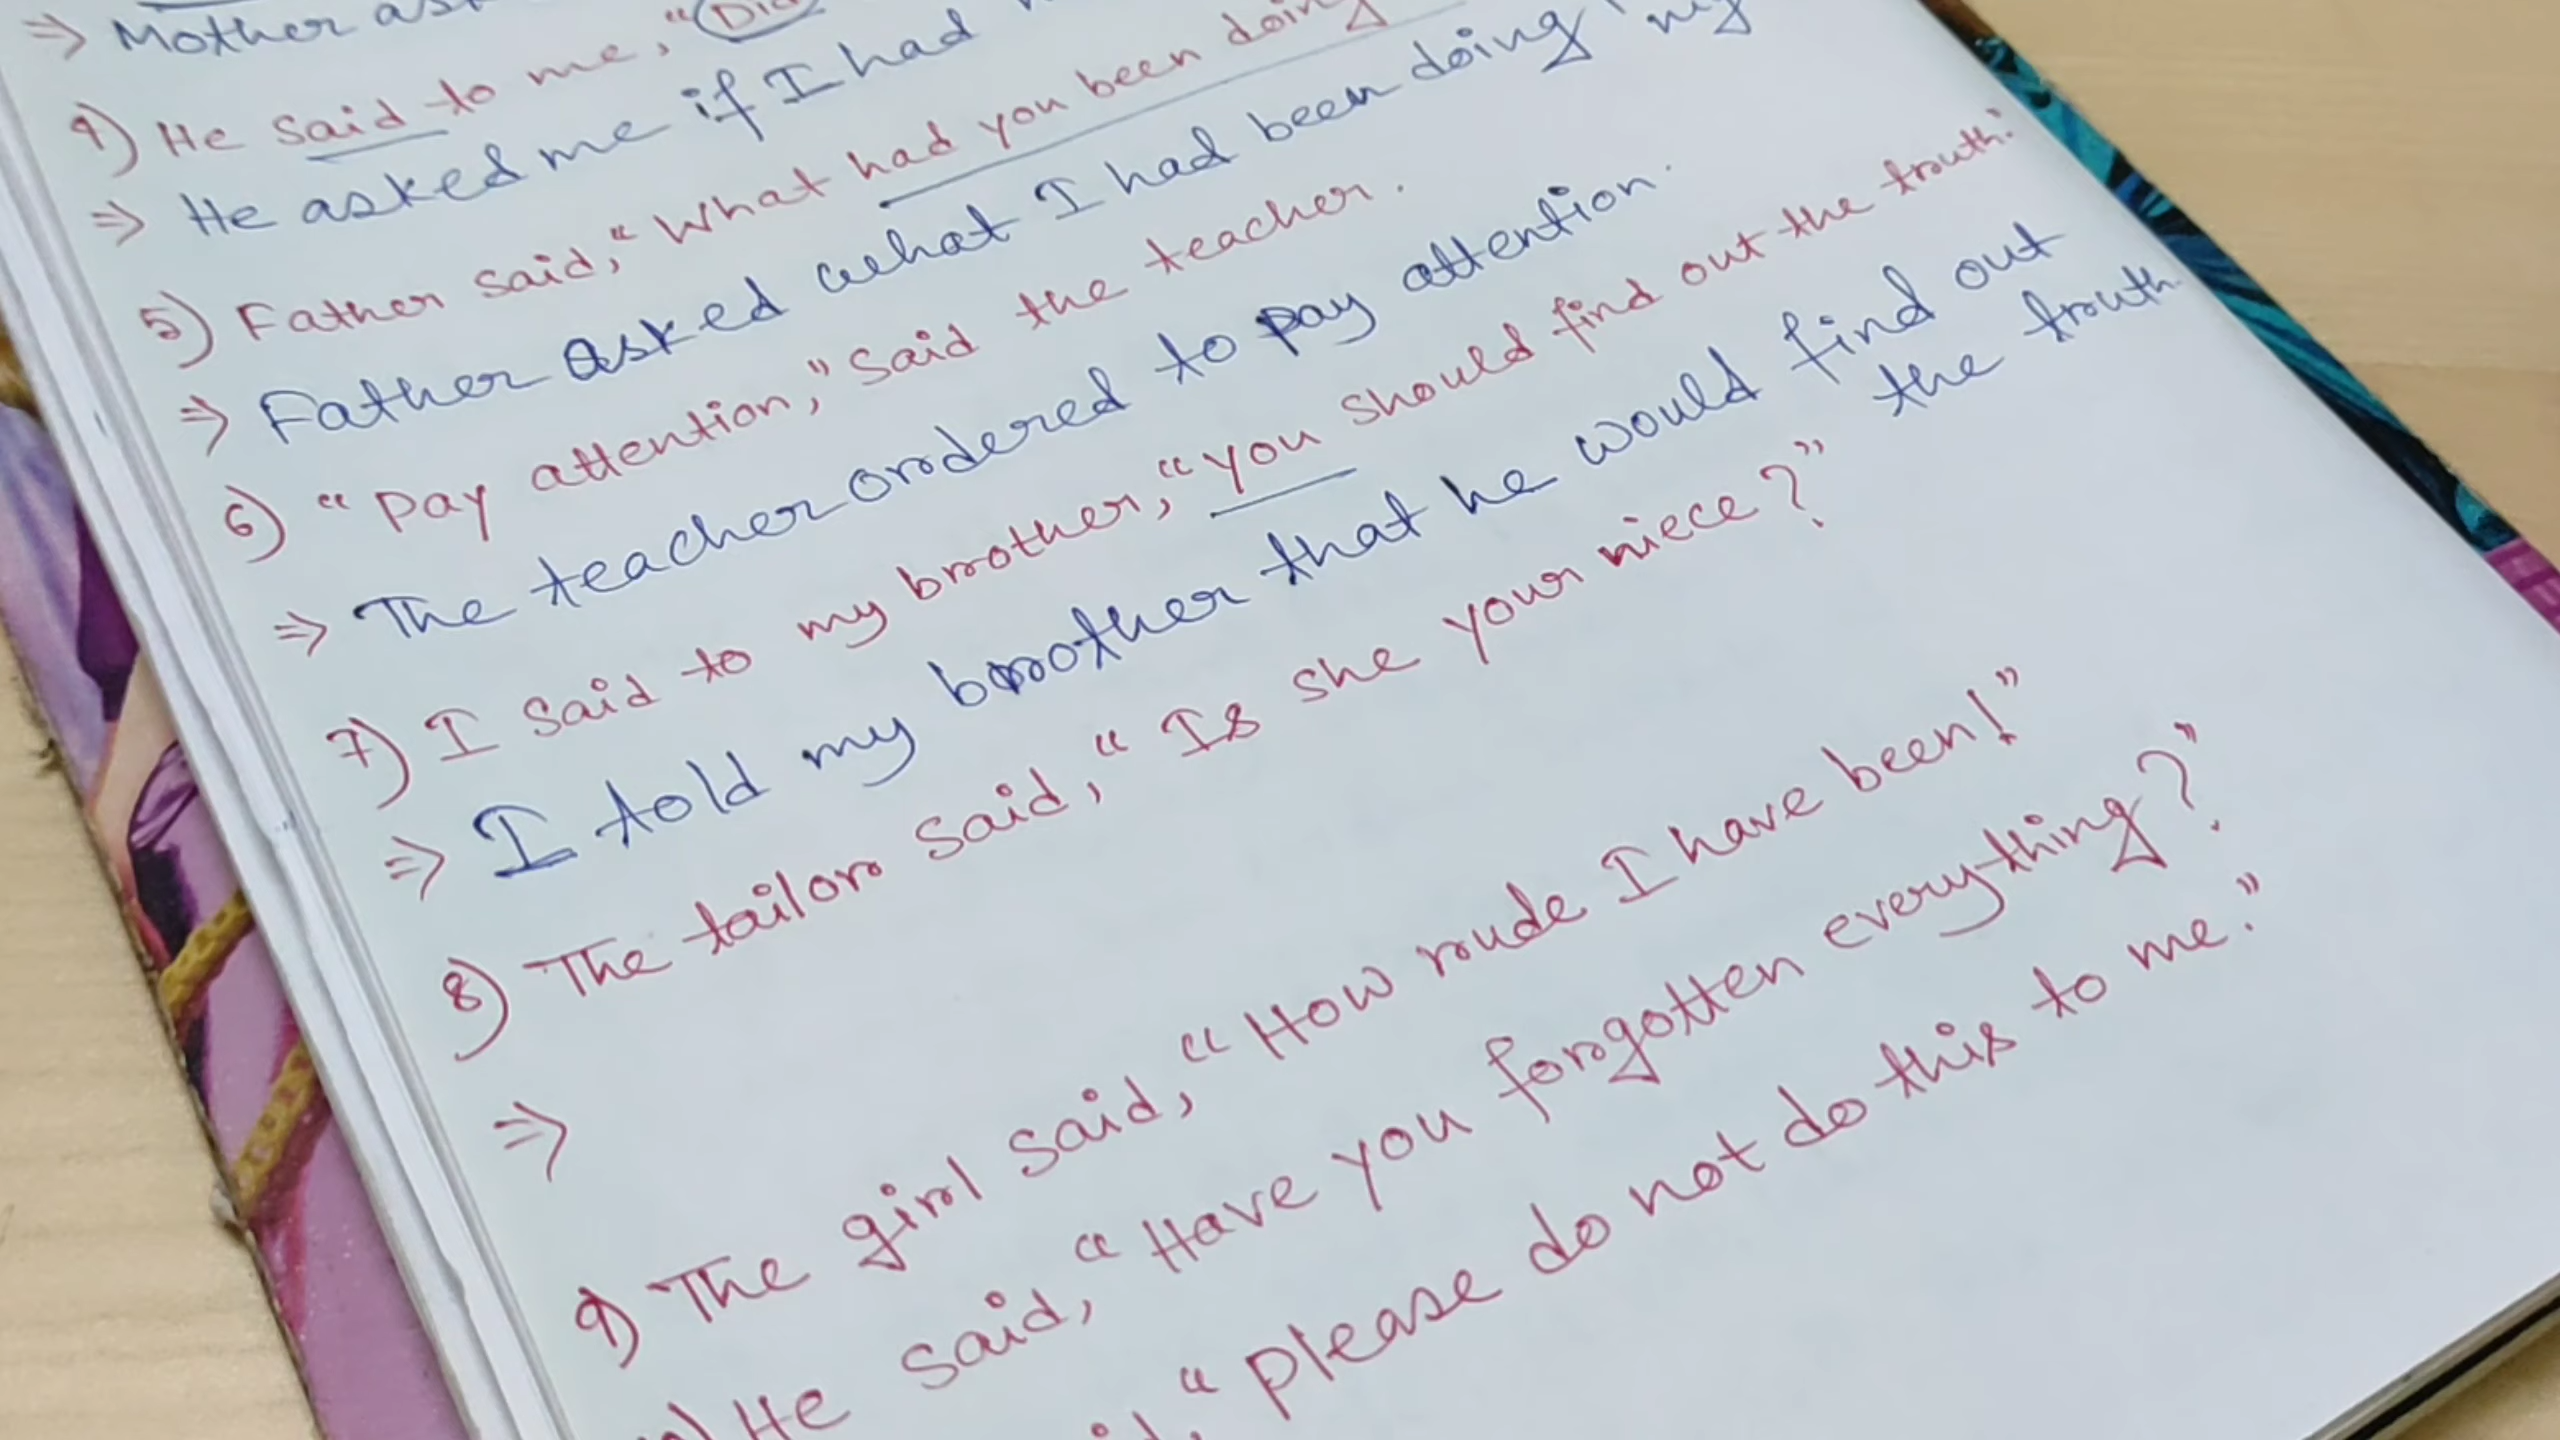 ⇒ Mother
4) He said to me, "Did
⇒ He asked me if I had
5) Father said, "What had you been doing
⇒ Father asked what I had been doing
6) "Pay attention," Said the teacher.
⇒ The teacher ordered to pay attention.
7) I Said to my brother, "you should find out the truth."
⇒ I told my brother that he would find out
the truth.
8) The tailor Said, "Is she your niece?"
⇒
9) The girl said, "How rude I have been!"
He said, "Have you forgotten everything?"
"Please do not do this to me."